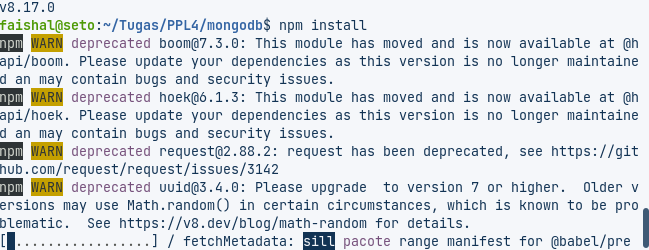 v8.17.0
faishal@seto:~/Tugas/PPL4/mongodb$ npm install
npm WARN deprecated boom@7.3.0: This module has moved and is now available at @h
api/boom. Please update your dependencies as this version is no longer maintaine
d an may contain bugs and security issues.
npm WARN deprecated hoek@6.1.3: This module has moved and is now available at @h
api/hoek. Please update your dependencies as this version is no longer maintaine
d an may contain bugs and security issues.
npm WARN deprecated request@2.88.2: request has been deprecated, see https://git
hub.com/request/request/issues/3142
npm WARN deprecated uuid@3.4.0: Please upgrade  to version 7 or higher.  Older v
ersions may use Math.random() in certain circumstances, which is known to be pro
blematic.  See https://v8.dev/blog/math-random for details.
[ ................] / fetchMetadata: sill pacote range manifest for @babel/pre